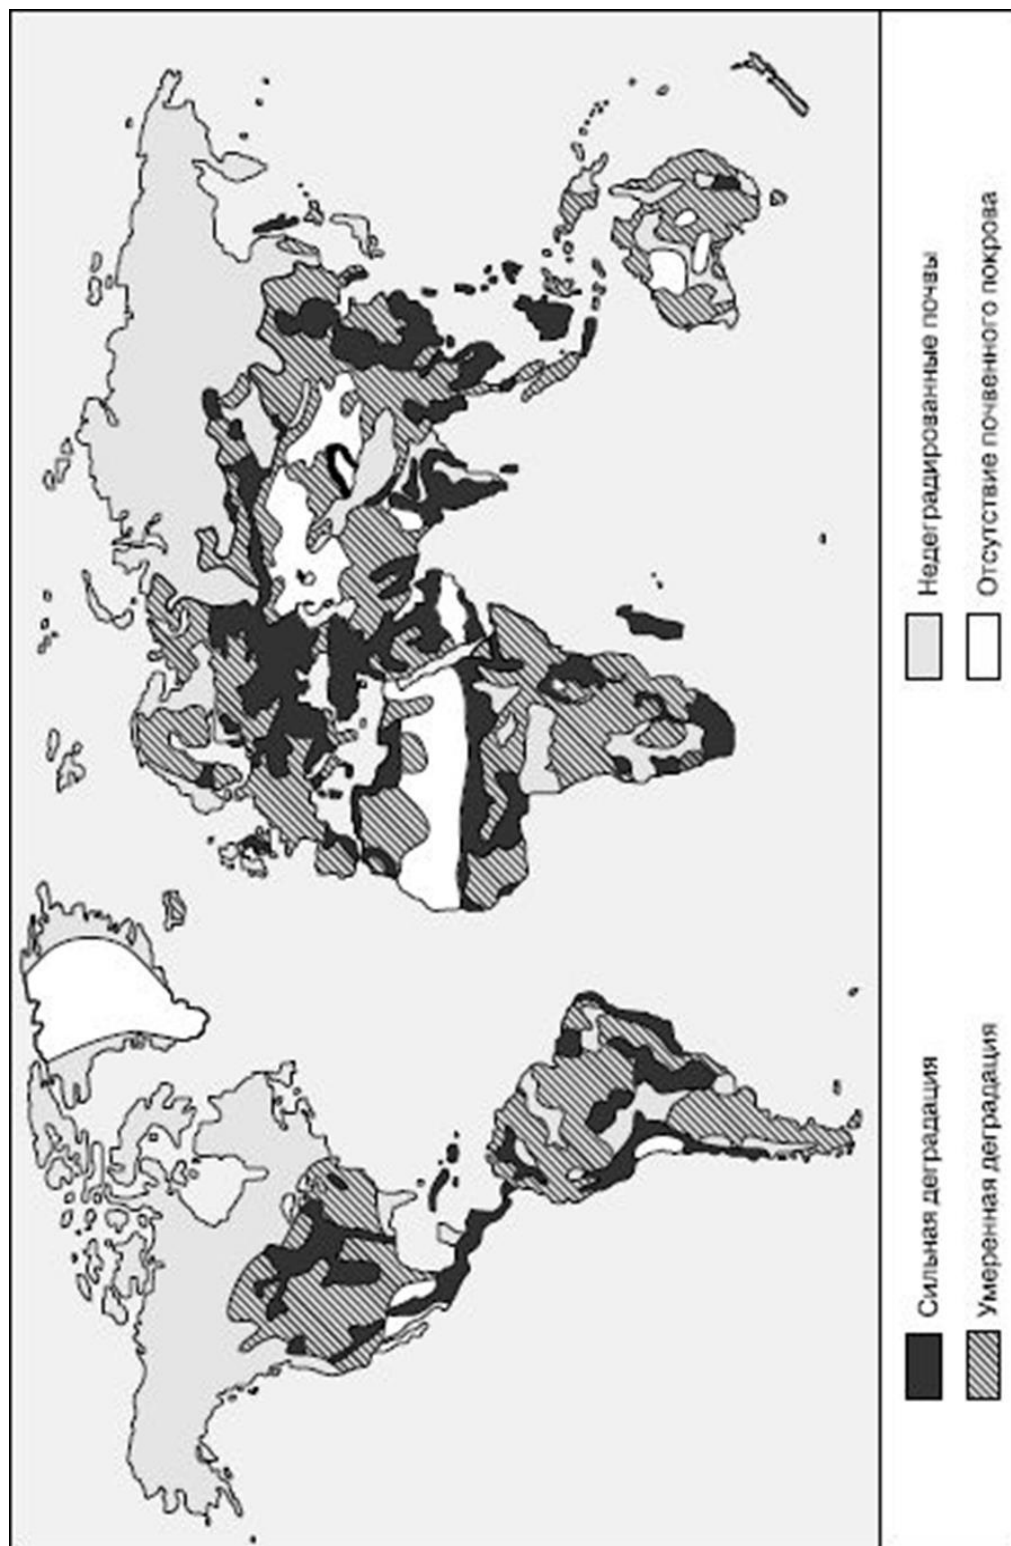 Сильная деградация
Умеренная деградация
Недеградированные почвы
Отсутствие почвенного покрова